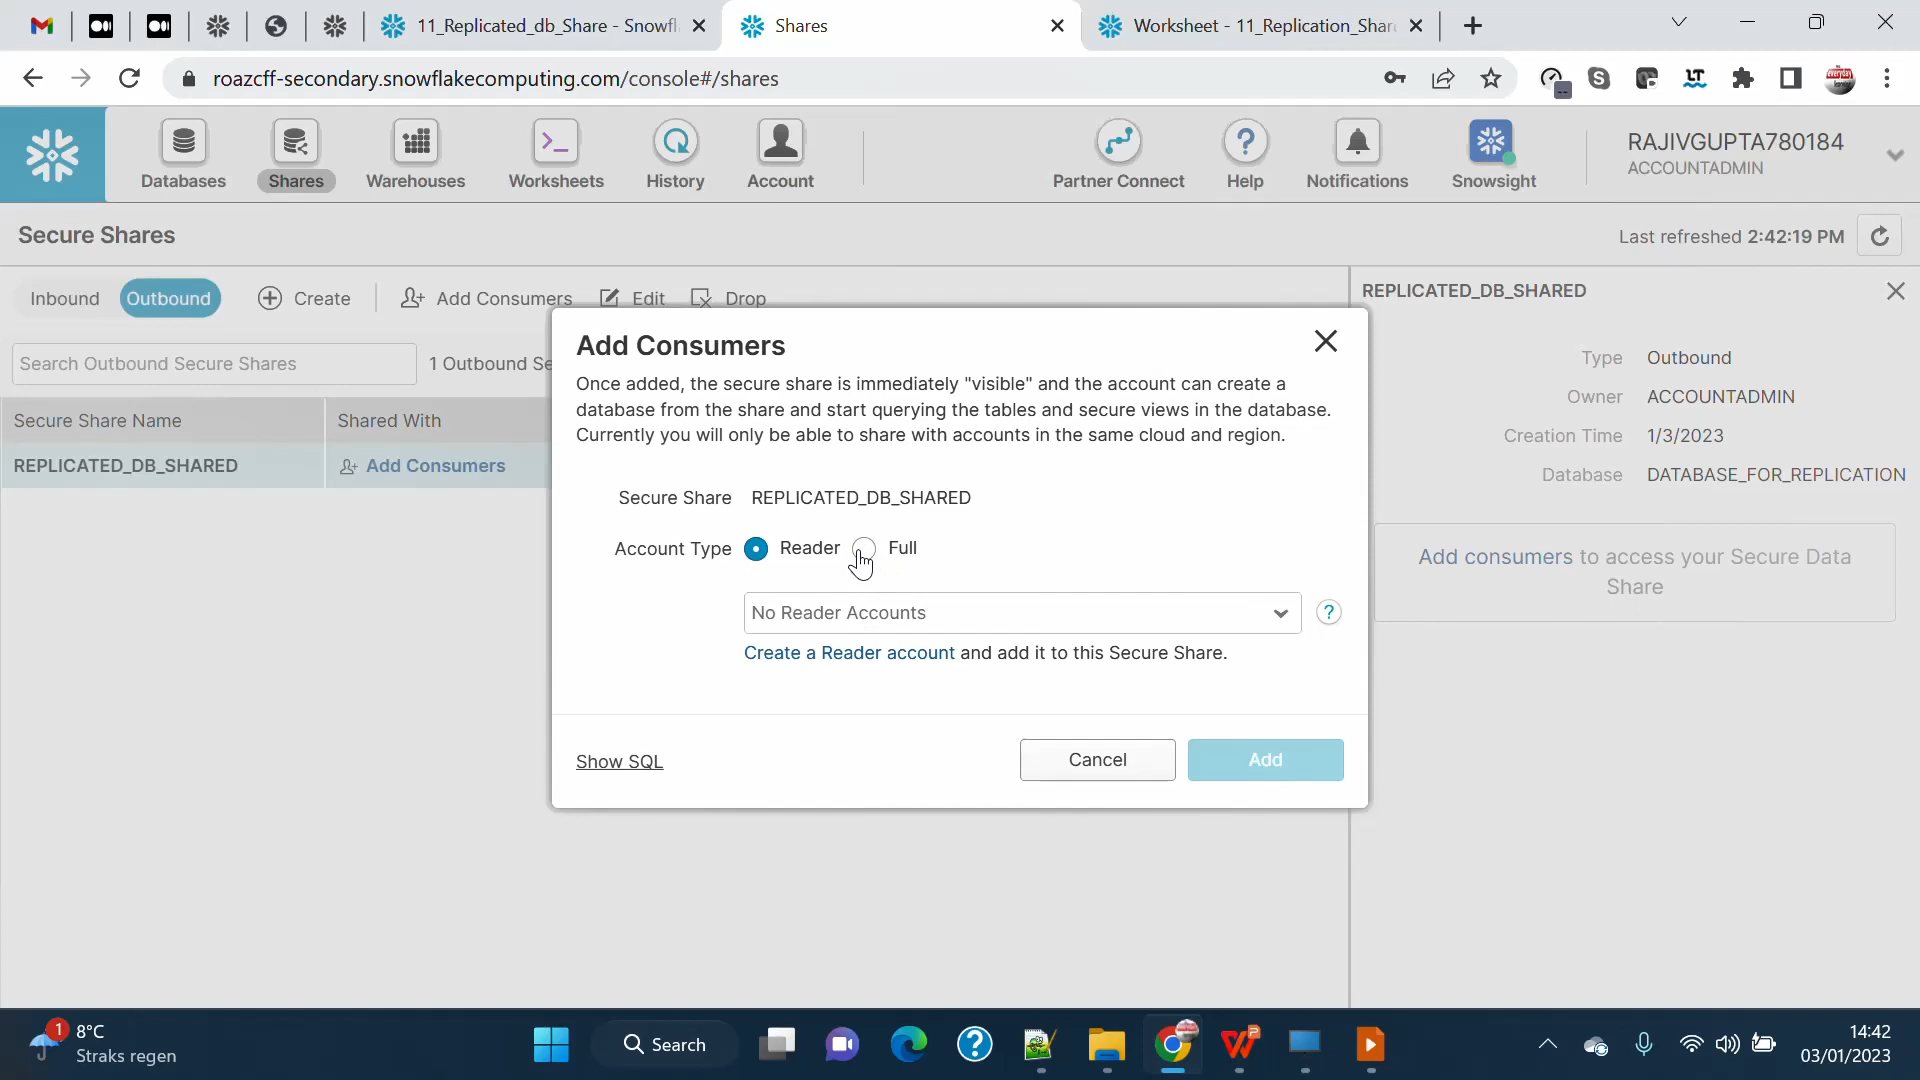 11_Replicated_db_Share - Snowfl
Shares
Worksheet - 11_Replication_Shar
roazcff-secondary.snowflakecomputing.com/console#/shares
Databases
Shares
Warehouses
Worksheets
History
Account
Partner Connect
Help
Notifications
Snowsight
RAJIVGUPTA780184
ACCOUNTADMIN
Secure Shares
Last refreshed 2:42:19 PM
Inbound
Outbound
Create
Add Consumers
Edit
Drop
Search Outbound Secure Shares
1 Outbound Se
Secure Share Name
Shared With
REPLICATED_DB_SHARED
Add Consumers
Add Consumers
Once added, the secure share is immediately "visible" and the account can create a
database from the share and start querying the tables and secure views in the database.
Currently you will only be able to share with accounts in the same cloud and region.
Secure Share REPLICATED_DB_SHARED
Account Type Reader Full
No Reader Accounts
?
Create a Reader account and add it to this Secure Share.
Show SQL
Cancel
Add
REPLICATED_DB_SHARED
Type Outbound
Owner ACCOUNTADMIN
Creation Time 1/3/2023
Database DATABASE_FOR_REPLICATION
Add consumers to access your Secure Data
Share
1
8°C
Straks regen
Search
14:42
03/01/2023